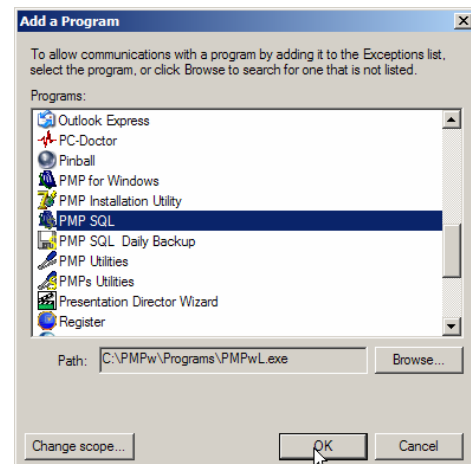 Add a Program
To allow communications with a program by adding it to the Exceptions list,
select the program, or click Browse to search for one that is not listed.
Programs:
Outlook Express
PC-Doctor
Pinball
PMP for Windows
PMP Installation Utility
PMP SQL
PMP SQL Daily Backup
PMP Utilities
PMPs Utilities
Presentation Director Wizard
Register
Path: C:\PMPw\Programs\PMPwL.exe Browse...
Change scope... OK Cancel